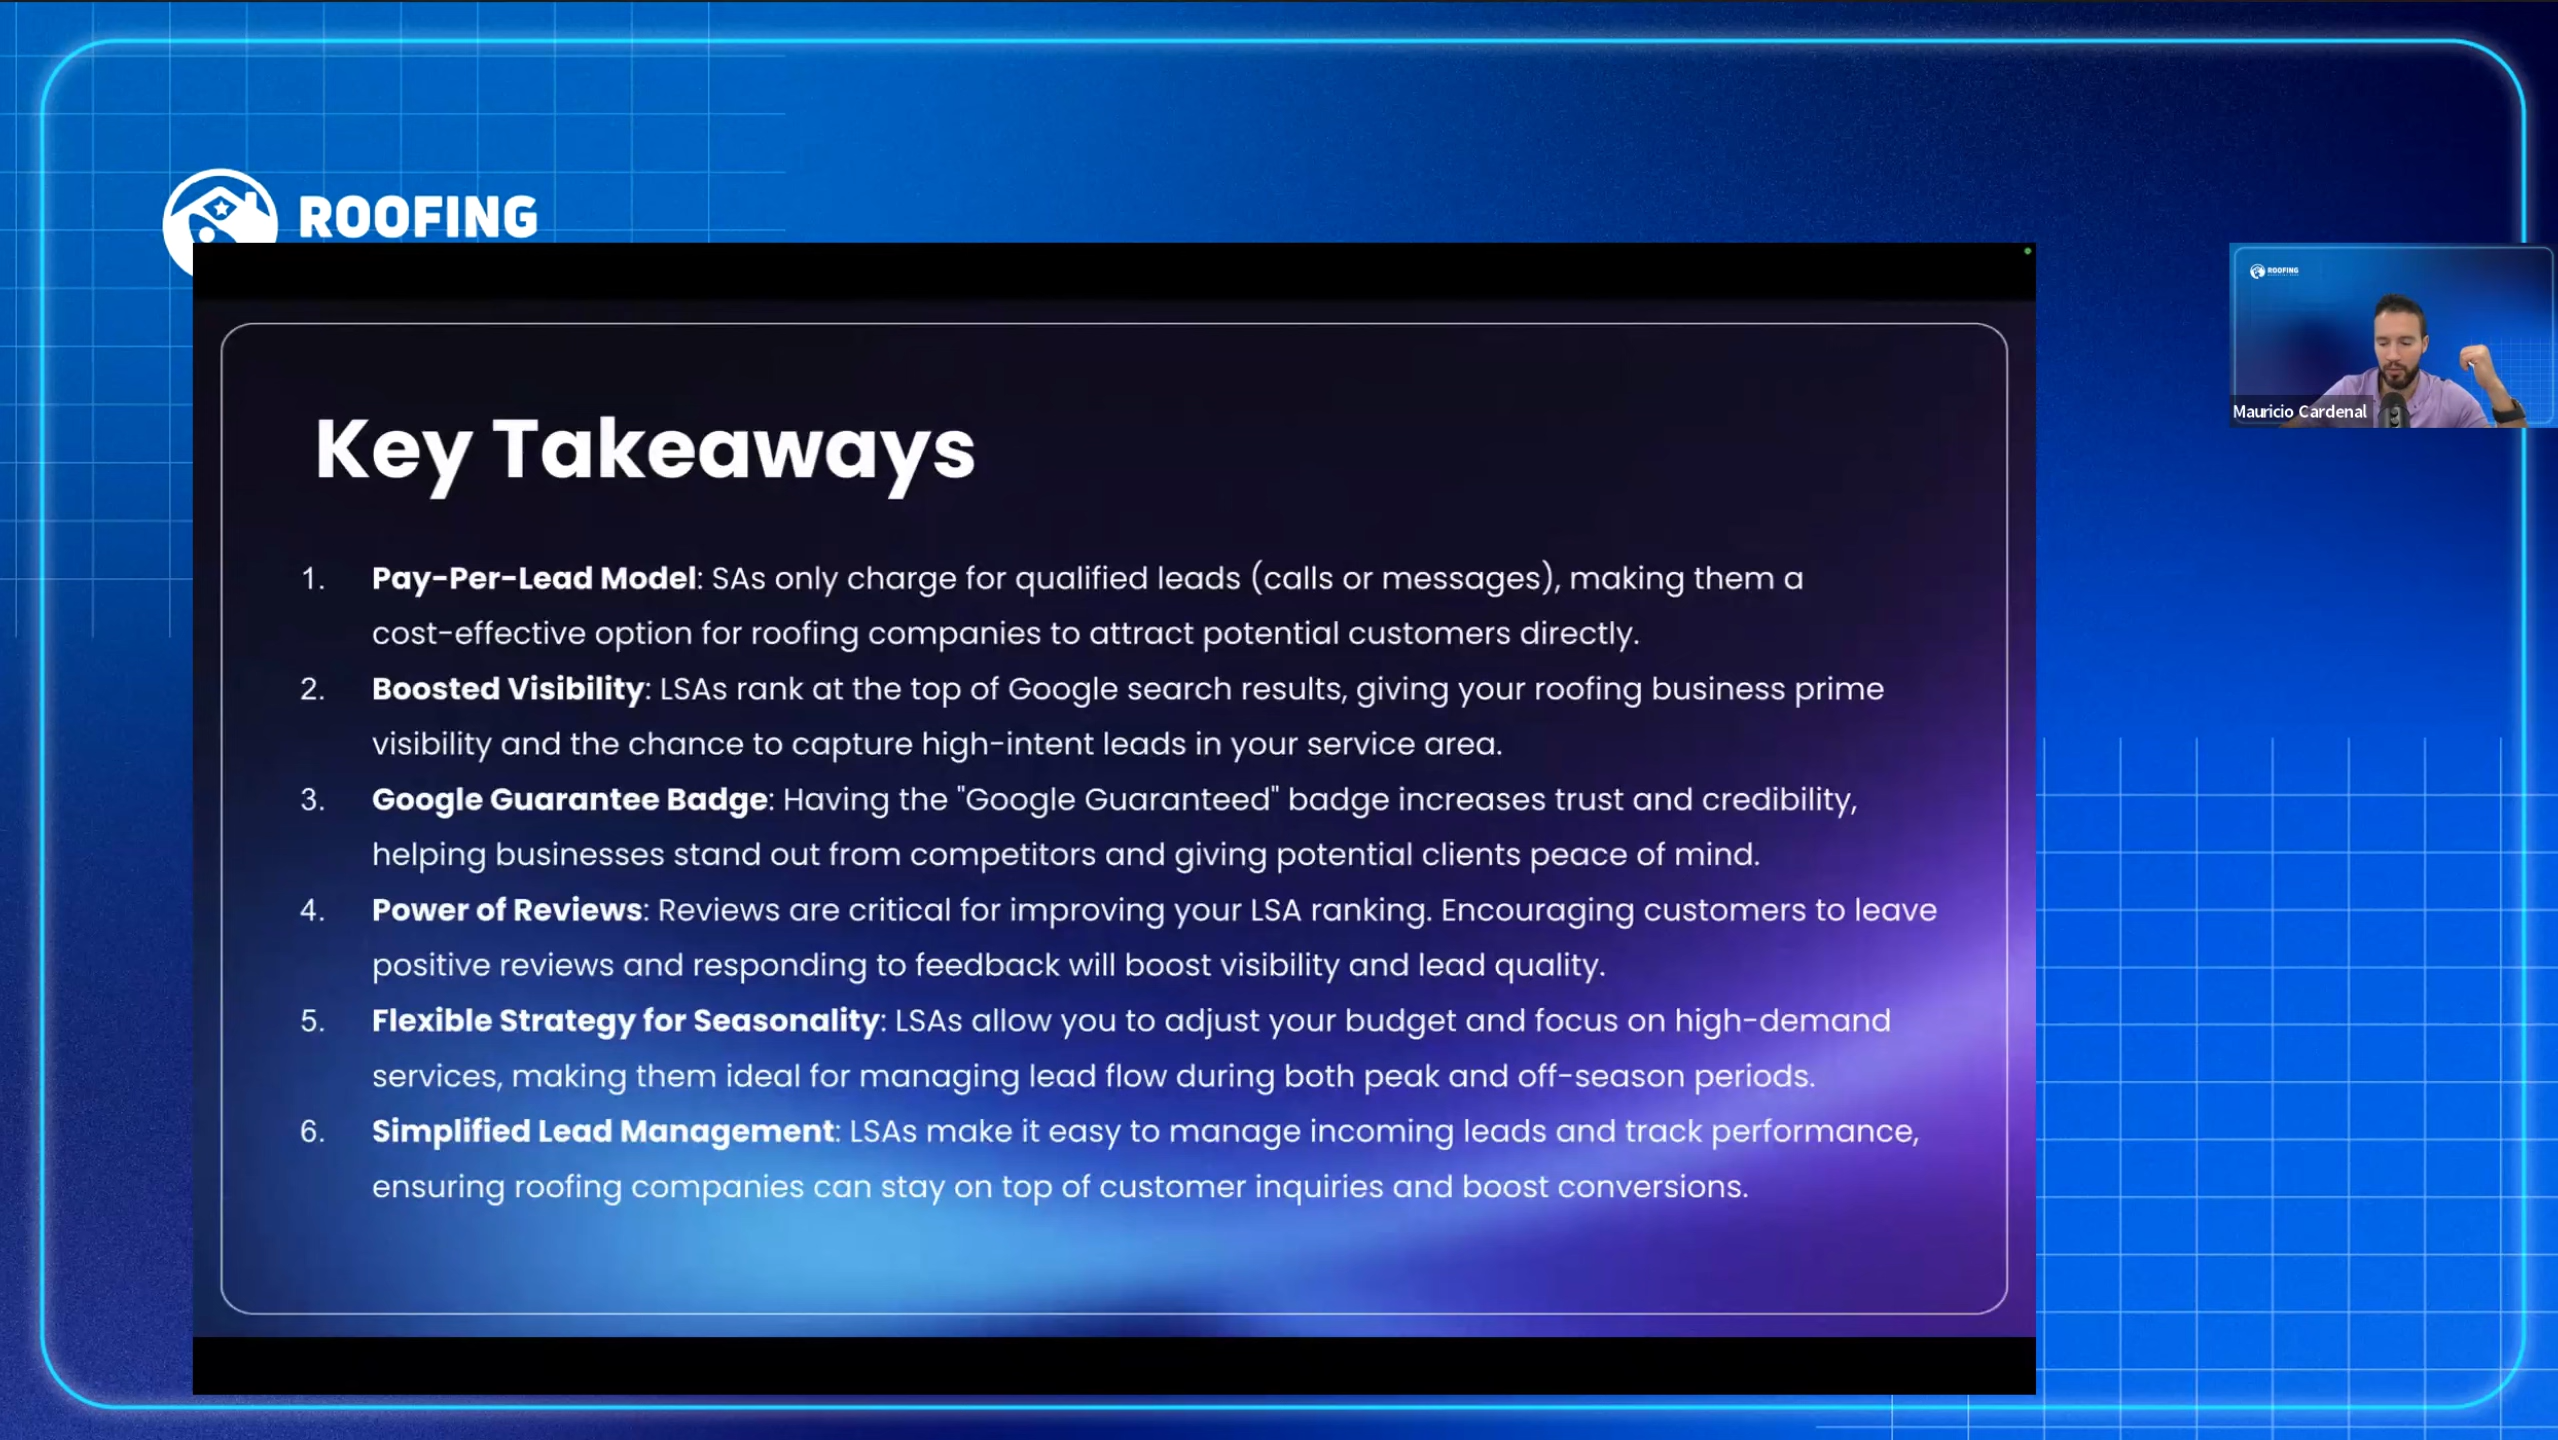 ROOFING
ROOFING
Mauricio Cardenal
Key Takeaways
1. Pay-Per-Lead Model: SAs only charge for qualified leads (calls or messages), making them a
cost-effective option for roofing companies to attract potential customers directly.
2. Boosted Visibility: LSAs rank at the top of Google search results, giving your roofing business prime
visibility and the chance to capture high-intent leads in your service area.
3. Google Guarantee Badge: Having the "Google Guaranteed" badge increases trust and credibility,
helping businesses stand out from competitors and giving potential clients peace of mind.
4. Power of Reviews: Reviews are critical for improving your LSA ranking. Encouraging customers to leave
positive reviews and responding to feedback will boost visibility and lead quality.
5. Flexible Strategy for Seasonality: LSAs allow you to adjust your budget and focus on high-demand
services, making them ideal for managing lead flow during both peak and off-season periods.
6. Simplified Lead Management: LSAs make it easy to manage incoming leads and track performance,
ensuring roofing companies can stay on top of customer inquiries and boost conversions.